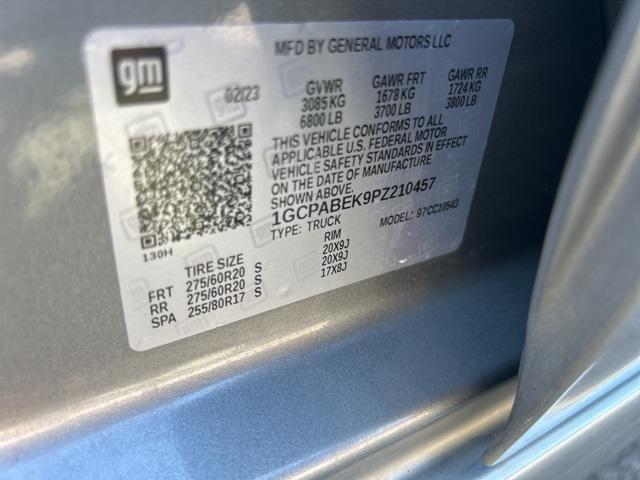 gm
MFD BY GENERAL MOTORS LLC
02/23
GVWR GAWR FRT GAWR RR
3085 KG 1678 KG 1724 KG
6800 LB 3700 LB 3800 LB
THIS VEHICLE CONFORMS TO ALL
APPLICABLE U.S. FEDERAL MOTOR
VEHICLE SAFETY STANDARDS IN EFFECT
ON THE DATE OF MANUFACTURE
SHOWN ABOVE.
1GCPABEK9PZ210457
TYPE: TRUCK MODEL: 97CC10543
130H
TIRE SIZE RIM
FRT 275/60R20 S 20X9J
RR 275/60R20 S 20X9J
SPA 255/80R17 S 17X8J